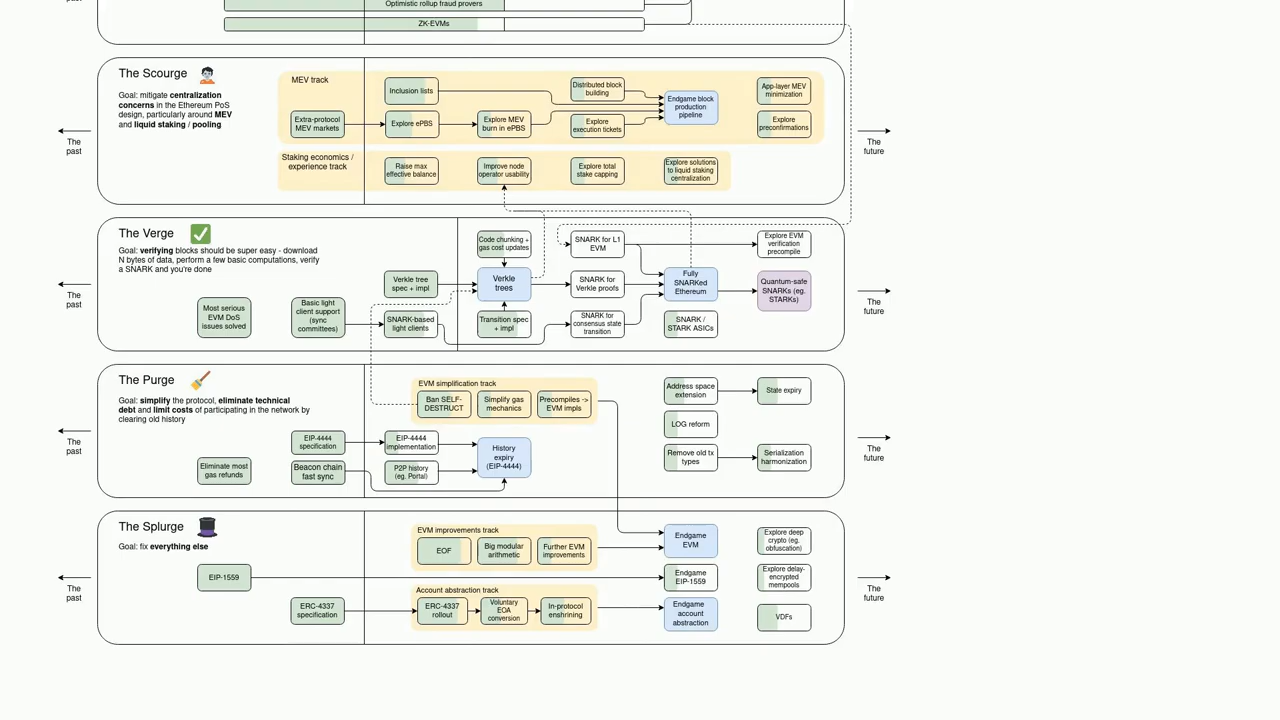 past
Optimistic rollup fraud provers
ZK-EVMs
The Scourge
Goal: mitigate centralization
concerns in the Ethereum PoS
design, particularly around MEV
and liquid staking / pooling
MEV track
Extra-protocol
MEV markets
Inclusion lists
Explore ePBS
Explore MEV
burn in ePBS
Distributed block
building
Explore
execution tickets
Endgame block
production
pipeline
App-layer MEV
minimization
Explore
preconfirmations
Staking economics /
experience track
Raise max
effective balance
Improve node
operator usability
Explore total
stake capping
Explore solutions
to liquid staking
centralization
The
past
The
future
The Verge
Goal: verifying blocks should be super easy - download
N bytes of data, perform a few basic computations, verify
a SNARK and you're done
Most serious
EVM DoS
issues solved
Basic light
client support
(sync
committees)
Verkle tree
spec + impl
SNARK-based
light clients
Code chunking +
gas cost updates
Verkle
trees
Transition spec
+ impl
SNARK for L1
EVM
SNARK for
Verkle proofs
SNARK for
consensus state
transition
Fully
SNARKed
Ethereum
SNARK /
STARK ASICs
Explore EVM
verification
precompile
Quantum-safe
SNARKs (eg.
STARKs)
The
past
The
future
The Purge
Goal: simplify the protocol, eliminate technical
debt and limit costs of participating in the network by
clearing old history
Eliminate most
gas refunds
EIP-4444
specification
Beacon chain
fast sync
EVM simplification track
Ban SELF-
DESTRUCT
Simplify gas
mechanics
Precompiles ->
EVM impls
EIP-4444
implementation
P2P history
(eg. Portal)
History
expiry
(EIP-4444)
Address space
extension
State expiry
LOG reform
Remove old tx
types
Serialization
harmonization
The
past
The
future
The Splurge
Goal: fix everything else
EIP-1559
ERC-4337
specification
EVM improvements track
EOF
Big modular
arithmetic
Further EVM
improvements
Account abstraction track
ERC-4337
rollout
Voluntary
EOA
conversion
In-protocol
enshrining
Endgame
EVM
Endgame
EIP-1559
Endgame
account
abstraction
Explore deep
crypto (eg.
obfuscation)
Explore delay-
encrypted
mempools
VDFs
The
past
The
future